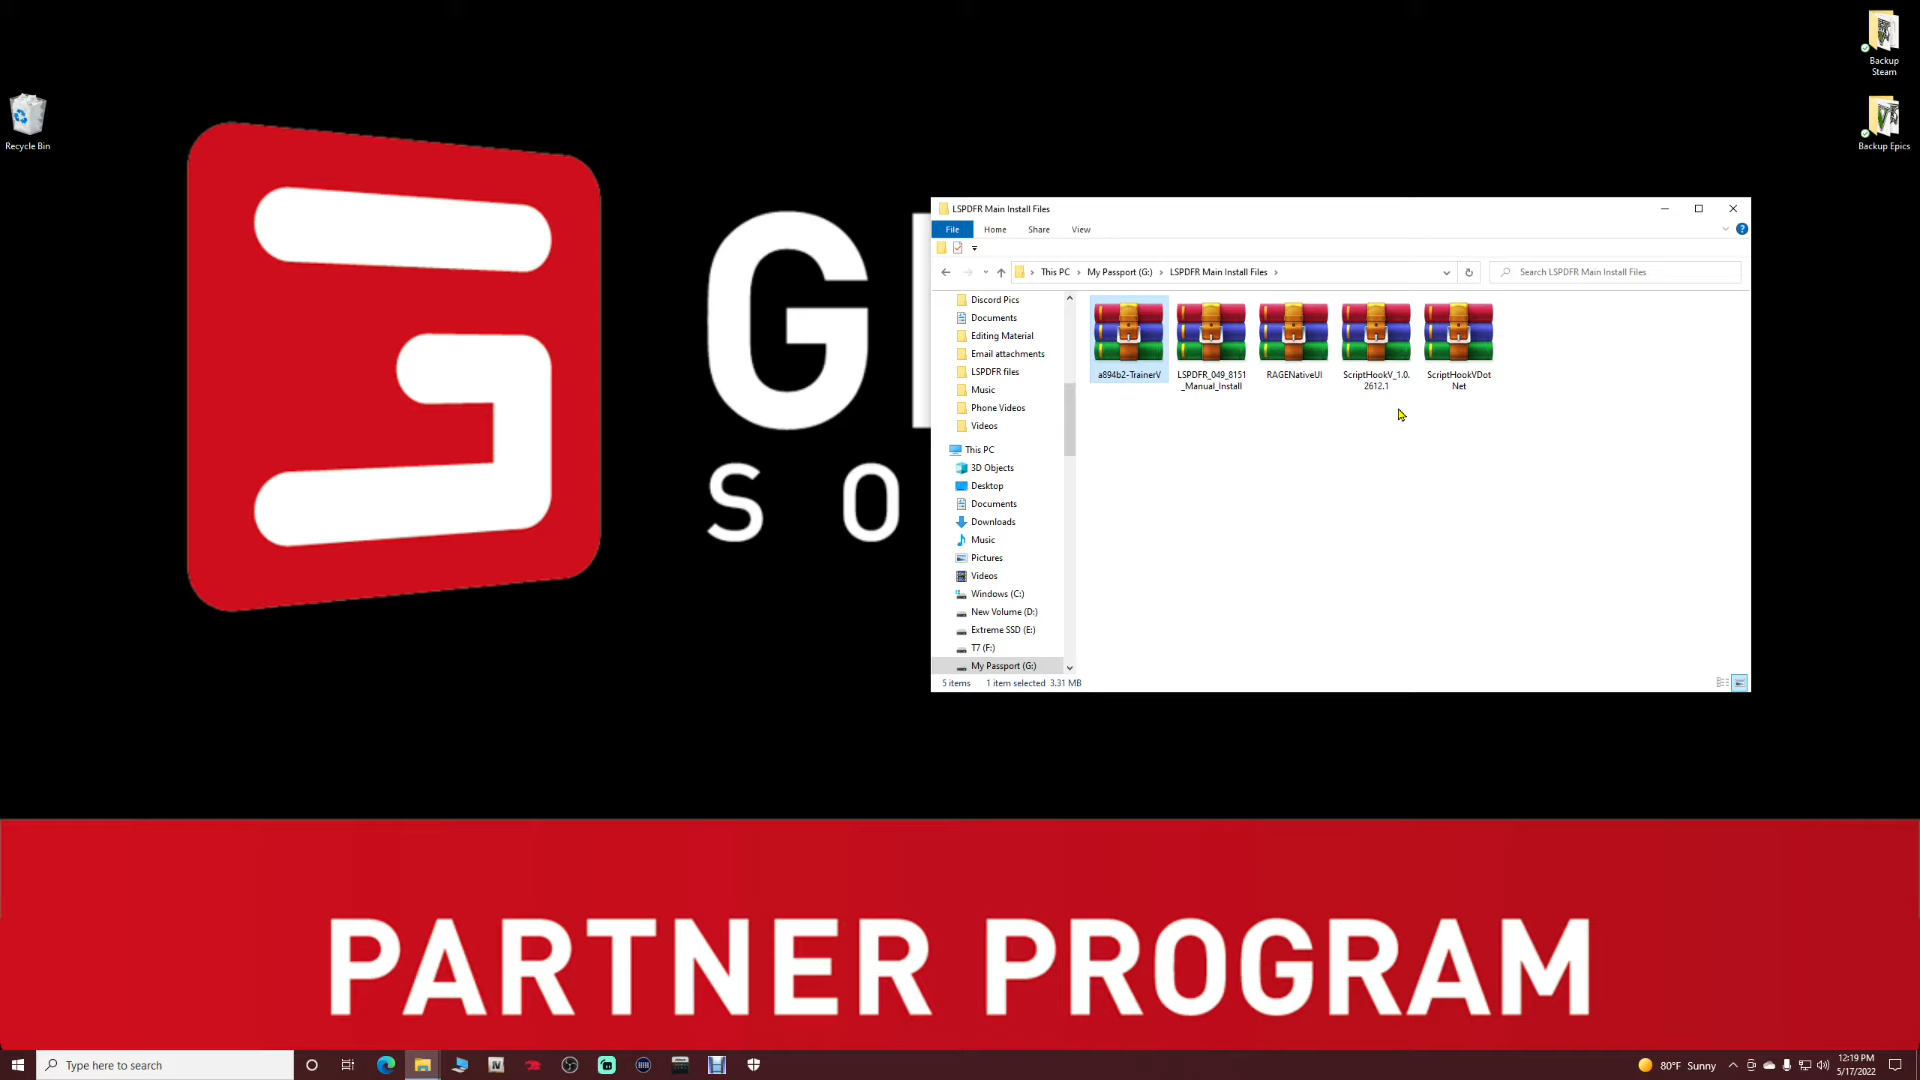 Recycle Bin
Backup
Steam
Backup Epics
G
SO
PARTNER PROGRAM
LSPDFR Main Install Files
File Home Share View
This PC > My Passport (G:) > LSPDFR Main Install Files >
Search LSPDFR Main Install Files
Discord Pics
Documents
Editing Material
Email attachments
LSPDFR files
Music
Phone Videos
Videos
This PC
3D Objects
Desktop
Documents
Downloads
Music
Pictures
Videos
Windows (C:)
New Volume (D:)
Extreme SSD (E:)
T7 (F:)
My Passport (G:)
a894b2-TrainerV
LSPDFR_049_8151
_Manual_Install
RAGENativeUI
ScriptHookV_1.0.
2612.1
ScriptHookVDot
Net
5 items 1 item selected 3.31 MB
Type here to search
IV
80°F Sunny
12:19 PM
5/17/2022